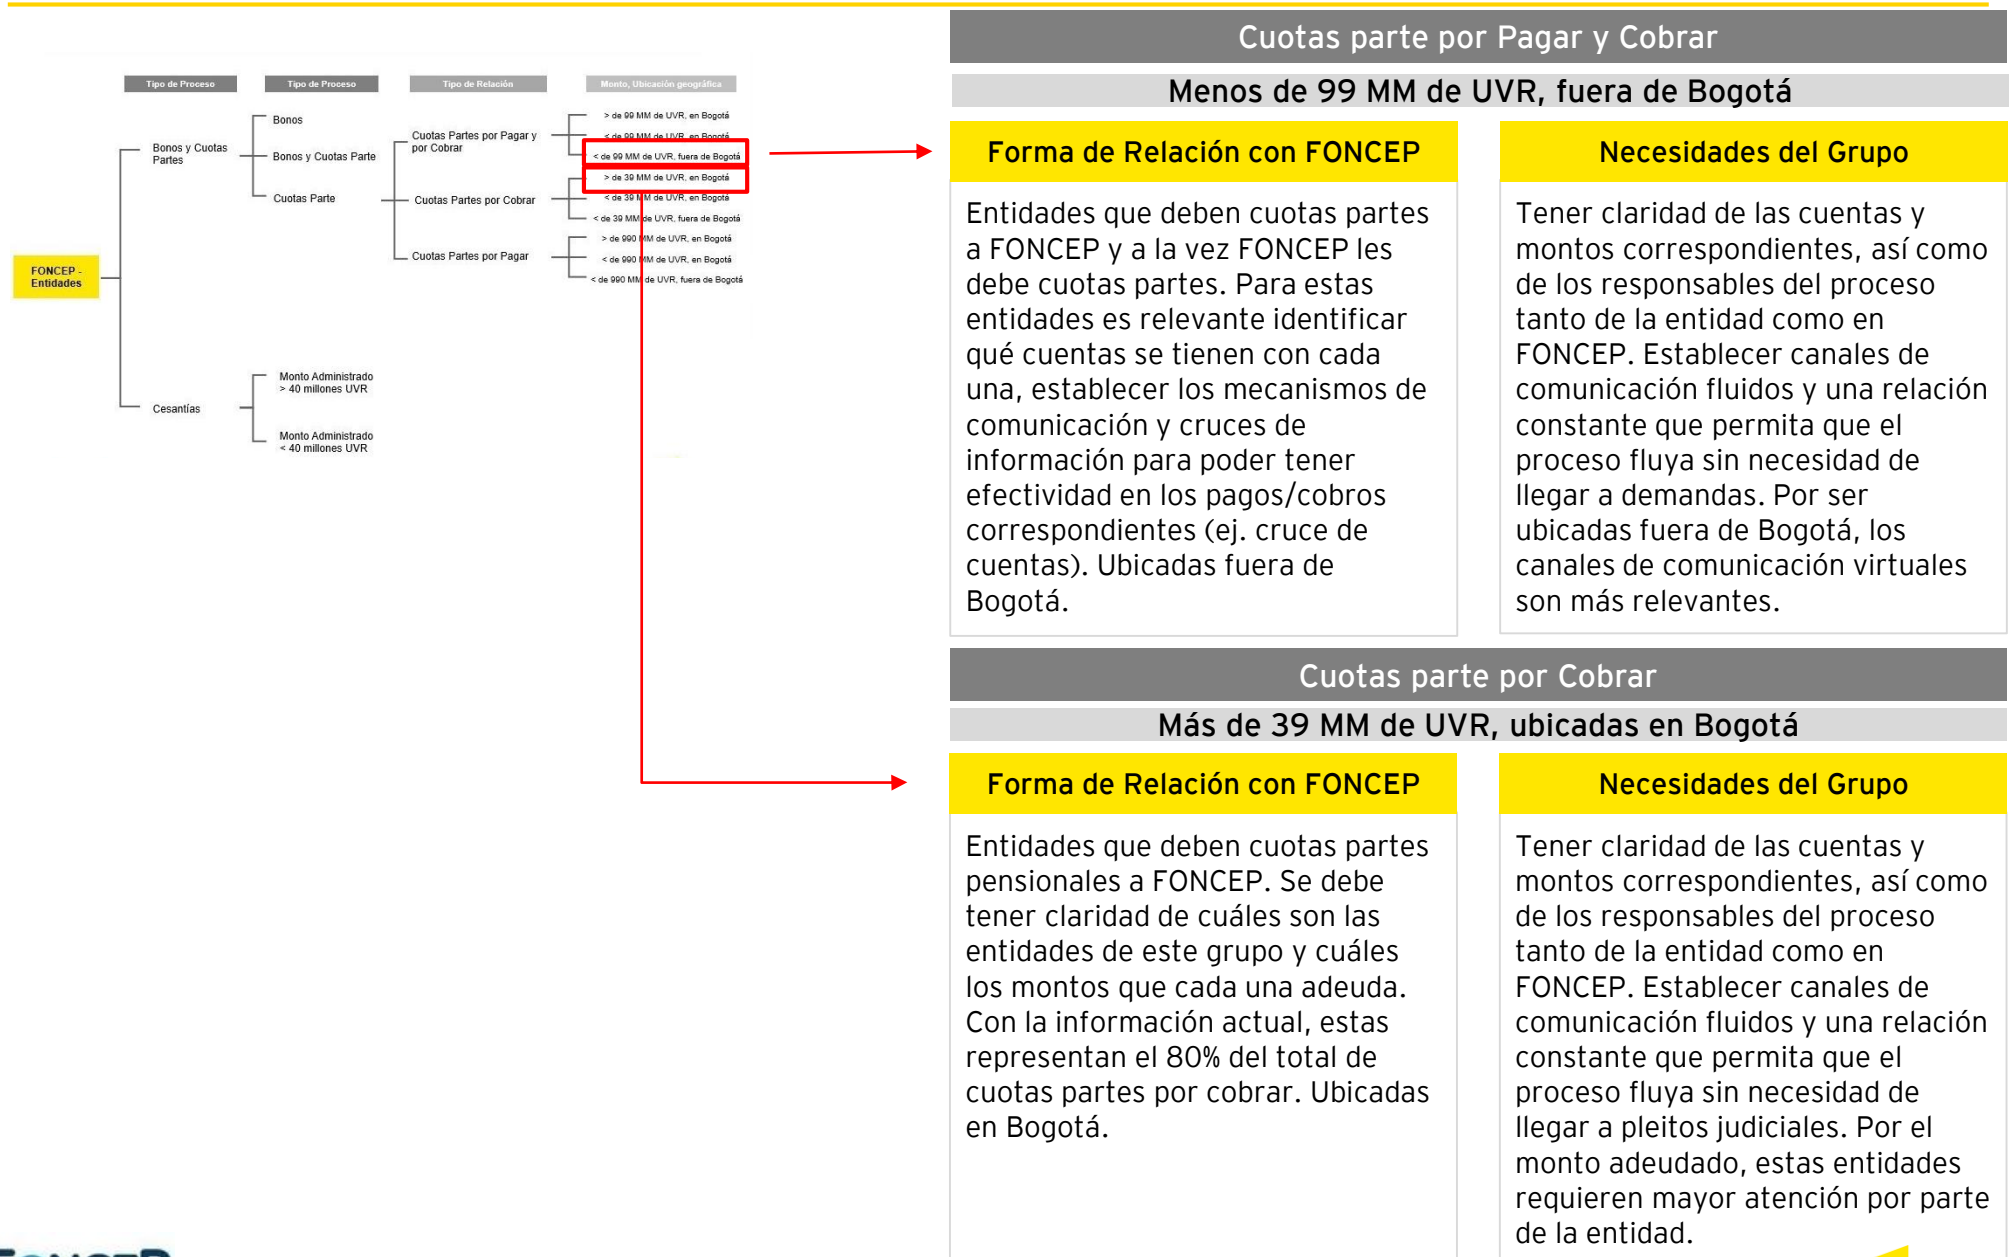 Tipo de Proceso
Tipo de Proceso
Tipo de Relación
Monto, Ubicación geográfica
FONCEP -
Entidades
Bonos y Cuotas
Partes
Bonos
Bonos y Cuotas Parte
Cuotas Parte
Cuotas Partes por Pagar y
por Cobrar
> de 99 MM de UVR, en Bogotá
< de 99 MM de UVR, en Bogotá
< de 99 MM de UVR, fuera de Bogotá
Cuotas Partes por Cobrar
> de 39 MM de UVR, en Bogotá
< de 39 MM de UVR, en Bogotá
< de 39 MM de UVR, fuera de Bogotá
Cuotas Partes por Pagar
> de 990 MM de UVR, en Bogotá
< de 990 MM de UVR, en Bogotá
< de 990 MM de UVR, fuera de Bogotá
Cesantías
Monto Administrado
> 40 millones UVR
Monto Administrado
< 40 millones UVR
Cuotas parte por Pagar y Cobrar
Menos de 99 MM de UVR, fuera de Bogotá
Forma de Relación con FONCEP
Entidades que deben cuotas partes
a FONCEP y a la vez FONCEP les
debe cuotas partes. Para estas
entidades es relevante identificar
qué cuentas se tienen con cada
una, establecer los mecanismos de
comunicación y cruces de
información para poder tener
efectividad en los pagos/cobros
correspondientes (ej. cruce de
cuentas). Ubicadas fuera de
Bogotá.
Necesidades del Grupo
Tener claridad de las cuentas y
montos correspondientes, así como
de los responsables del proceso
tanto de la entidad como en
FONCEP. Establecer canales de
comunicación fluidos y una relación
constante que permita que el
proceso fluya sin necesidad de
llegar a demandas. Por ser
ubicadas fuera de Bogotá, los
canales de comunicación virtuales
son más relevantes.
Cuotas parte por Cobrar
Más de 39 MM de UVR, ubicadas en Bogotá
Forma de Relación con FONCEP
Entidades que deben cuotas partes
pensionales a FONCEP. Se debe
tener claridad de cuáles son las
entidades de este grupo y cuáles
los montos que cada una adeuda.
Con la información actual, estas
representan el 80% del total de
cuotas partes por cobrar. Ubicadas
en Bogotá.
Necesidades del Grupo
Tener claridad de las cuentas y
montos correspondientes, así como
de los responsables del proceso
tanto de la entidad como en
FONCEP. Establecer canales de
comunicación fluidos y una relación
constante que permita que el
proceso fluya sin necesidad de
llegar a pleitos judiciales. Por el
monto adeudado, estas entidades
requieren mayor atención por parte
de la entidad.